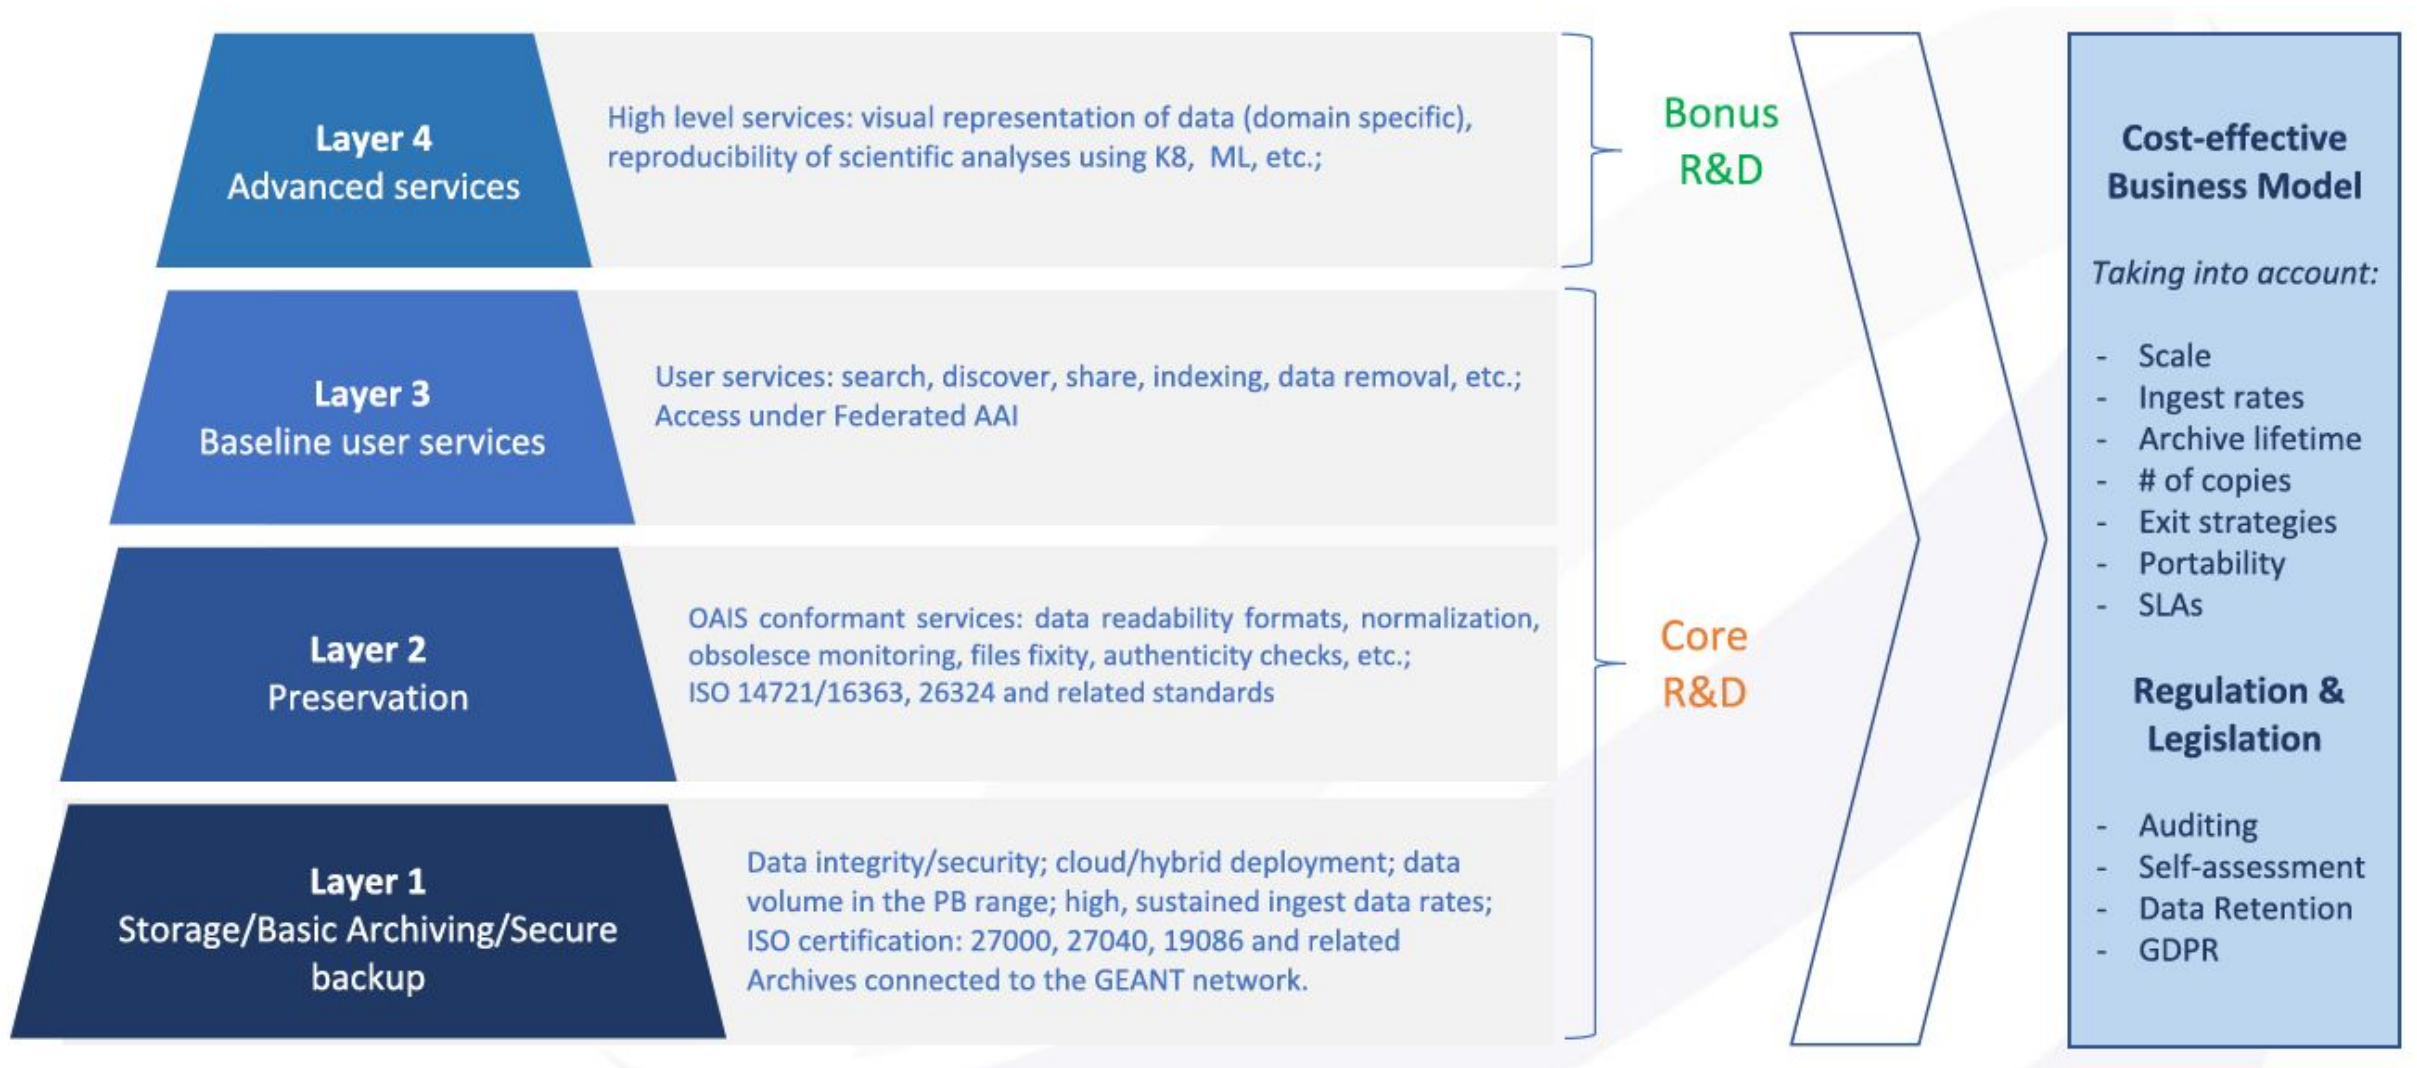 Layer 4
Advanced services
High level services: visual representation of data (domain specific),
reproducibility of scientific analyses using K8, ML, etc.;
Bonus
R&D
Layer 3
Baseline user services
User services: search, discover, share, indexing, data removal, etc.;
Access under Federated AAI
Layer 2
Preservation
OAIS conformant services: data readability formats, normalization,
obsolesce monitoring, files fixity, authenticity checks, etc.;
ISO 14721/16363, 26324 and related standards
Core
R&D
Layer 1
Storage/Basic Archiving/Secure
backup
Data integrity/security; cloud/hybrid deployment; data
volume in the PB range; high, sustained ingest data rates;
ISO certification: 27000, 27040, 19086 and related
Archives connected to the GEANT network.
Cost-effective
Business Model
Taking into account:
- Scale
- Ingest rates
- Archive lifetime
- # of copies
- Exit strategies
- Portability
- SLAs
Regulation &
Legislation
- Auditing
- Self-assessment
- Data Retention
- GDPR